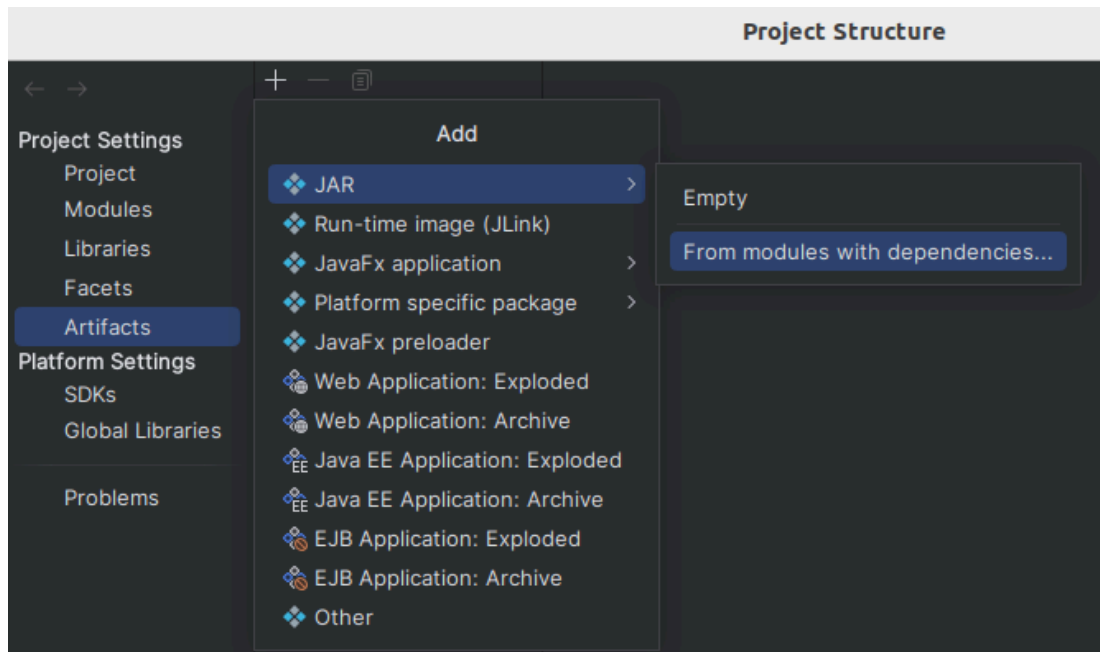 Project Structure
Project Settings
Project
Modules
Libraries
Facets
Artifacts
Platform Settings
SDKs
Global Libraries
Problems
Add
JAR
Run-time image (JLink)
JavaFx application
Platform specific package
JavaFx preloader
Web Application: Exploded
Web Application: Archive
EE Java EE Application: Exploded
EE Java EE Application: Archive
EJB Application: Exploded
EJB Application: Archive
Other
Empty
From modules with dependencies...